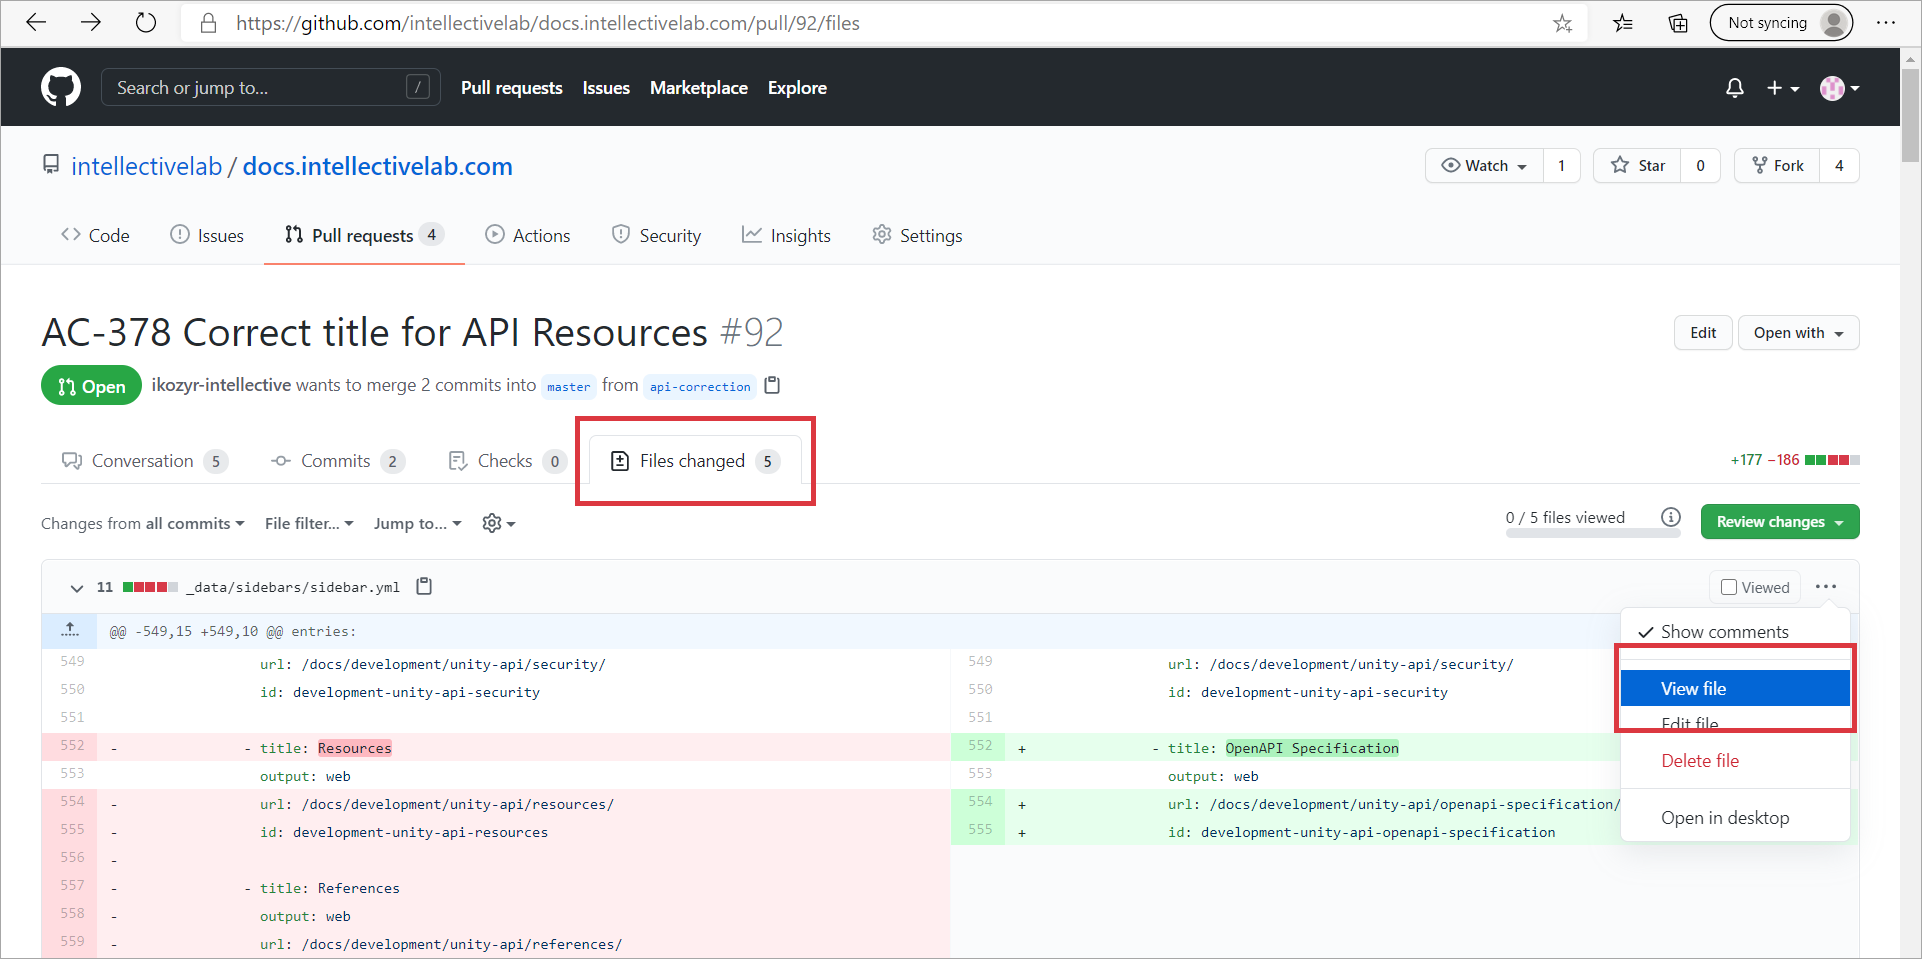 https://github.com/intellectivelab/docs.intellectivelab.com/pull/92/files
Not syncing
Search or jump to...
/
Pull requests
Issues
Marketplace
Explore
intellectivelab / docs.intellectivelab.com
Watch 1
Star 0
Fork 4
Code
Issues
Pull requests 4
Actions
Security
Insights
Settings
AC-378 Correct title for API Resources #92
Edit
Open with
Open
ikozyr-intellective wants to merge 2 commits into master from api-correction
Conversation 5
Commits 2
Checks 0
Files changed 5
+177 −186
Changes from all commits
File filter...
Jump to...
0 / 5 files viewed
Review changes
11 _data/sidebars/sidebar.yml
Viewed
Show comments
View file
Edit file
Delete file
Open in desktop
@@ -549,15 +549,10 @@ entries:
549 url: /docs/development/unity-api/security/
550 id: development-unity-api-security
551
552 - - title: Resources
553 output: web
554 - url: /docs/development/unity-api/resources/
555 - id: development-unity-api-resources
556 -
557 - - title: References
558 - output: web
559 - url: /docs/development/unity-api/references/
549 url: /docs/development/unity-api/security/
550 id: development-unity-api-security
551
552 + - title: OpenAPI Specification
553 output: web
554 + url: /docs/development/unity-api/openapi-specification/
555 + id: development-unity-api-openapi-specification